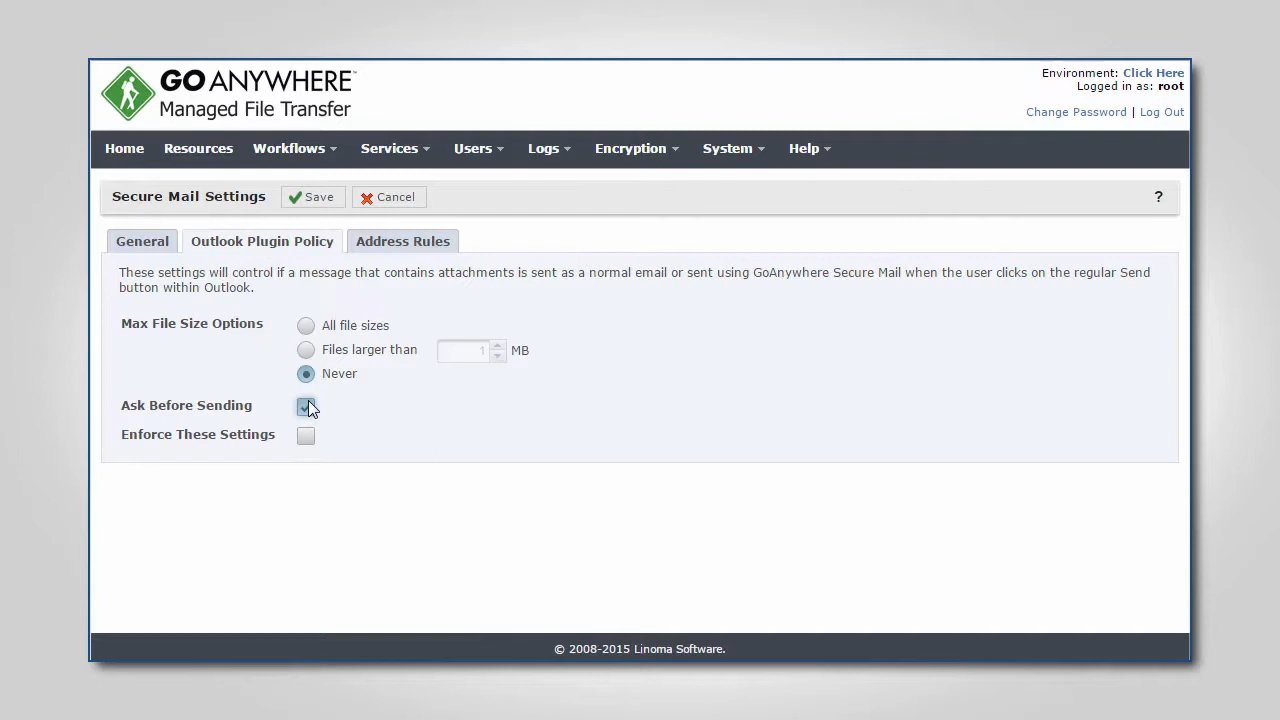 GO ANYWHERE™
Managed File Transfer
Environment: Click Here
Logged in as: root
Change Password | Log Out
Home Resources Workflows Services Users Logs Encryption System Help
Secure Mail Settings Save Cancel ?
General Outlook Plugin Policy Address Rules
These settings will control if a message that contains attachments is sent as a normal email or sent using GoAnywhere Secure Mail when the user clicks on the regular Send
button within Outlook.
Max File Size Options All file sizes
Files larger than 1 MB
Never
Ask Before Sending
Enforce These Settings
© 2008-2015 Linoma Software.